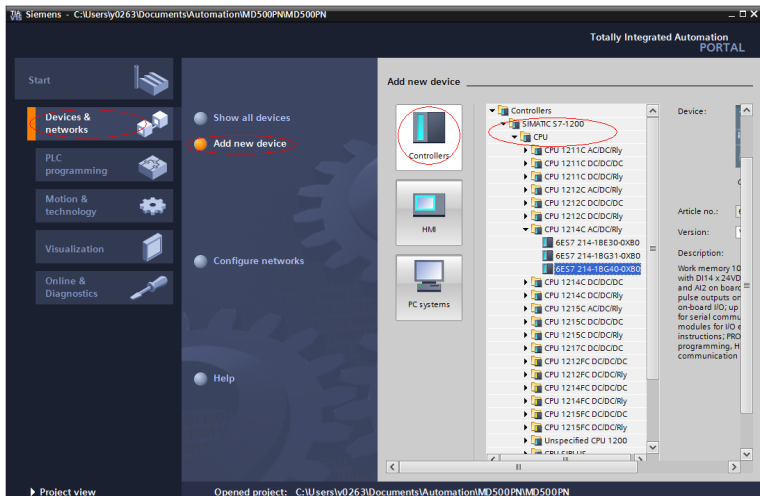 Siemens - C:\Users\y0263\Documents\Automation\MD500PN\MD500PN
Totally Integrated Automation
PORTAL
Start
Devices &
networks
PLC
programming
Motion &
technology
Visualization
Online &
Diagnostics
Project view
Show all devices
Add new device
Configure networks
Help
Add new device
Controllers
HMI
PC systems
Controllers
SIMATIC S7-1200
CPU
CPU 1211C AC/DC/Rly
CPU 1211C DC/DC/DC
CPU 1211C DC/DC/Rly
CPU 1212C AC/DC/Rly
CPU 1212C DC/DC/DC
CPU 1212C DC/DC/Rly
CPU 1214C AC/DC/Rly
6ES7 214-1BE30-0XB0
6ES7 214-1BG31-0XB0
6ES7 214-1BG40-0XB0
CPU 1214C DC/DC/DC
CPU 1214C DC/DC/Rly
CPU 1215C AC/DC/Rly
CPU 1215C DC/DC/DC
CPU 1215C DC/DC/Rly
CPU 1217C DC/DC/DC
CPU 1212FC DC/DC/DC
CPU 1212FC DC/DC/Rly
CPU 1214FC DC/DC/DC
CPU 1214FC DC/DC/Rly
CPU 1215FC DC/DC/DC
CPU 1215FC DC/DC/Rly
Unspecified CPU 1200
CPU SIPLUS
Device:
Article no.:
Version:
Description:
Work memory 10
with DI14 x 24VD
and AI2 on board
pulse outputs on
on-board I/O; up
for serial commu
modules for I/O e
instructions; PRO
programming, H
communication
Opened project: C:\Users\y0263\Documents\Automation\MD500PN\MD500PN